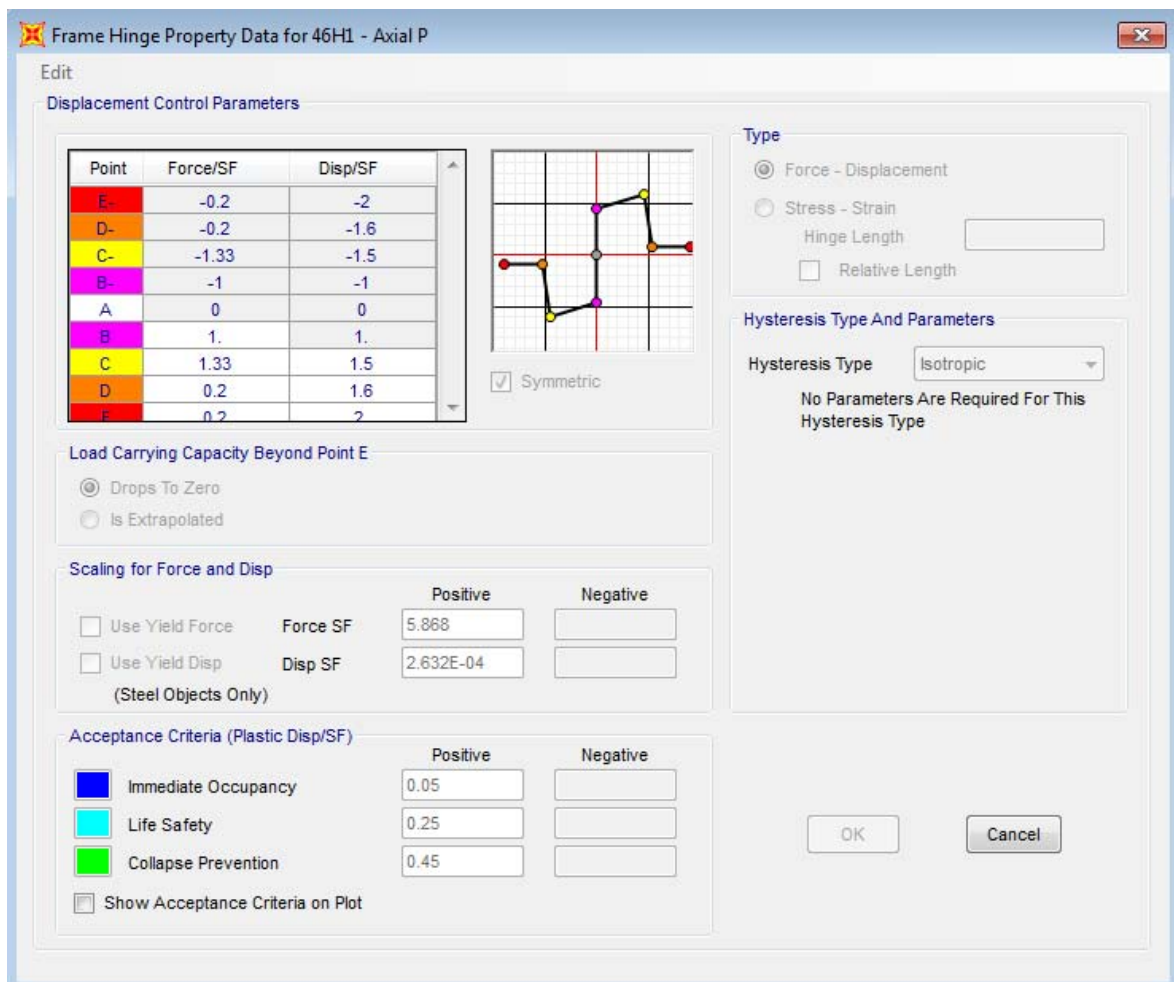 Frame Hinge Property Data for 46H1 - Axial P
Edit
Displacement Control Parameters
Point Force/SF Disp/SF
E- -0.2 -2
D- -0.2 -1.6
C- -1.33 -1.5
B- -1 -1
A 0 0
B 1. 1.
C 1.33 1.5
D 0.2 1.6
E 0.2 2
Symmetric
Type
Force - Displacement
Stress - Strain
Hinge Length
Relative Length
Hysteresis Type And Parameters
Hysteresis Type Isotropic
No Parameters Are Required For This
Hysteresis Type
Load Carrying Capacity Beyond Point E
Drops To Zero
Is Extrapolated
Scaling for Force and Disp
Positive Negative
Use Yield Force Force SF 5.868
Use Yield Disp Disp SF 2.632E-04
(Steel Objects Only)
Acceptance Criteria (Plastic Disp/SF)
Positive Negative
Immediate Occupancy 0.05
Life Safety 0.25
Collapse Prevention 0.45
Show Acceptance Criteria on Plot
OK Cancel